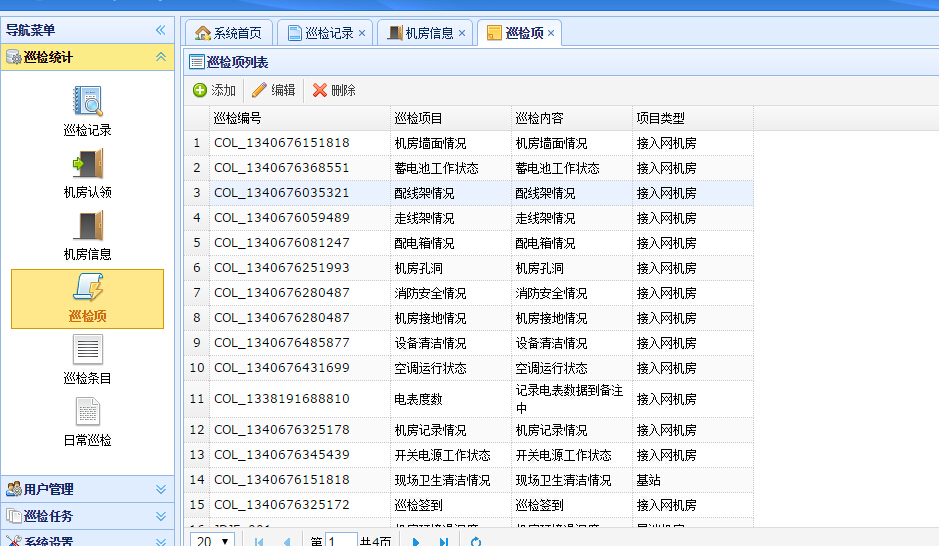 导航菜单
巡检统计
巡检记录
机房认领
机房信息
巡检项
巡检条目
日常巡检
用户管理
巡检任务
系统设置
系统首页 巡检记录 机房信息 巡检项
巡检项列表
添加 编辑 删除
巡检编号 巡检项目 巡检内容 项目类型
1 COL_1340676151818 机房墙面情况 机房墙面情况 接入网机房
2 COL_1340676368551 蓄电池工作状态 蓄电池工作状态 接入网机房
3 COL_1340676035321 配线架情况 配线架情况 接入网机房
4 COL_1340676059489 走线架情况 走线架情况 接入网机房
5 COL_1340676081247 配电箱情况 配电箱情况 接入网机房
6 COL_1340676251993 机房孔洞 机房孔洞 接入网机房
7 COL_1340676280487 消防安全情况 消防安全情况 接入网机房
8 COL_1340676280487 机房接地情况 机房接地情况 接入网机房
9 COL_1340676485877 设备清洁情况 设备清洁情况 接入网机房
10 COL_1340676431699 空调运行状态 空调运行状态 接入网机房
11 COL_1338191688810 电表度数 记录电表数据到备注中 接入网机房
12 COL_1340676325178 机房记录情况 机房记录情况 接入网机房
13 COL_1340676345439 开关电源工作状态 开关电源工作状态 接入网机房
14 COL_1340676151818 现场卫生清洁情况 现场卫生清洁情况 基站
15 COL_1340676325172 巡检签到 巡检签到 接入网机房
20 第 1 共4页